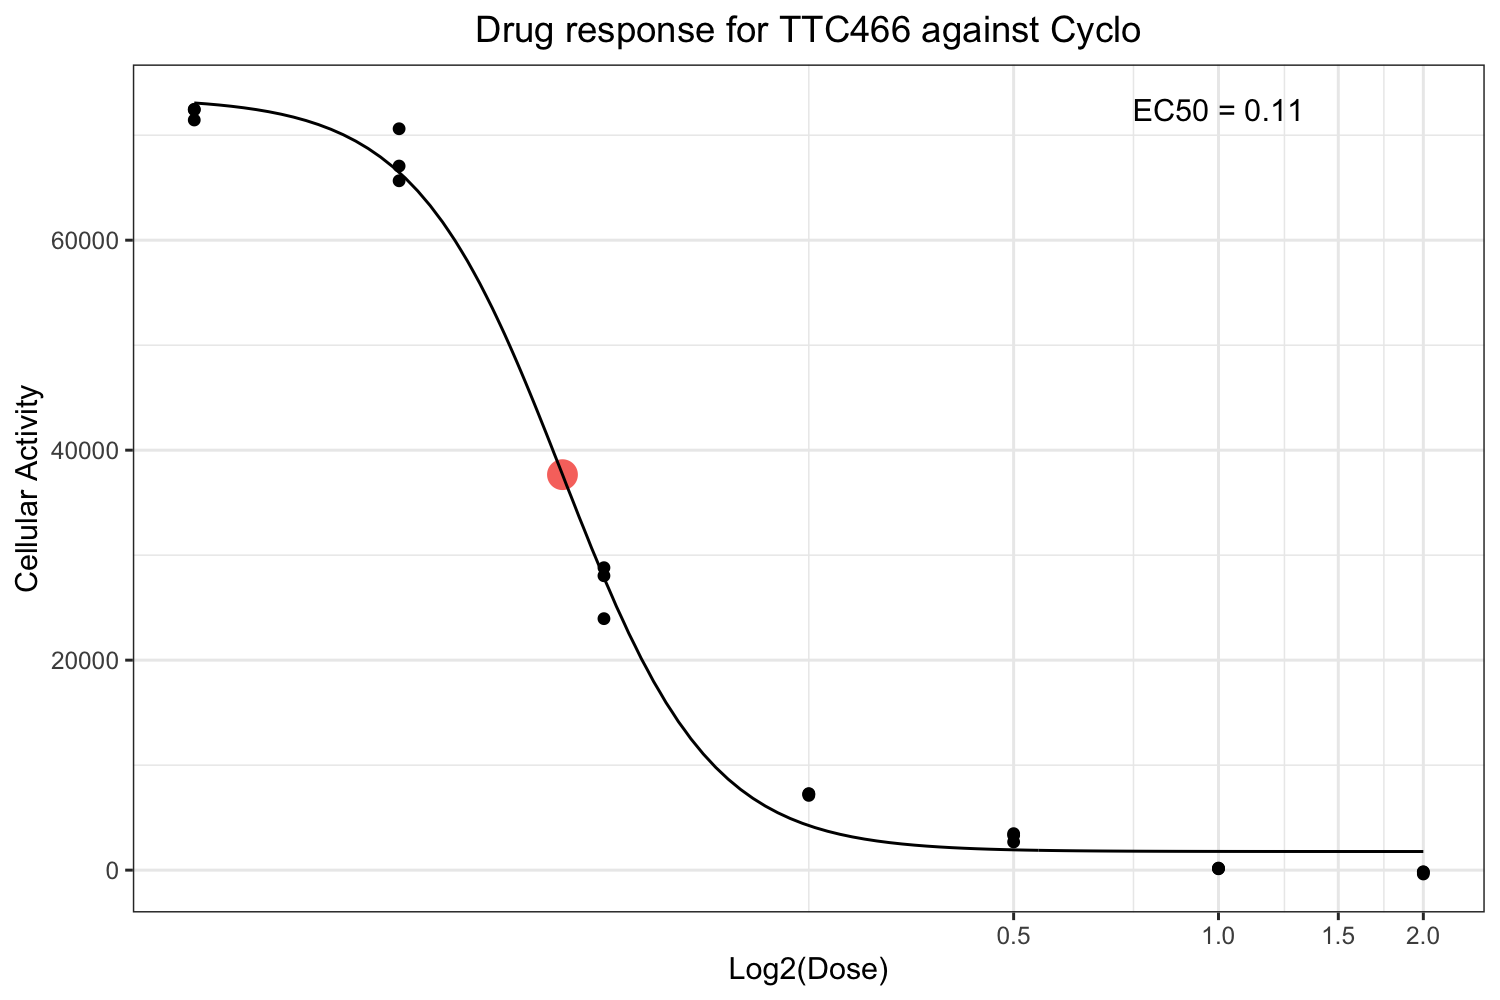 Drug response for TTC466 against Cyclo
EC50 = 0.11
Cellular Activity
60000
40000
20000
0
0.5 1.0 1.5 2.0
Log2(Dose)